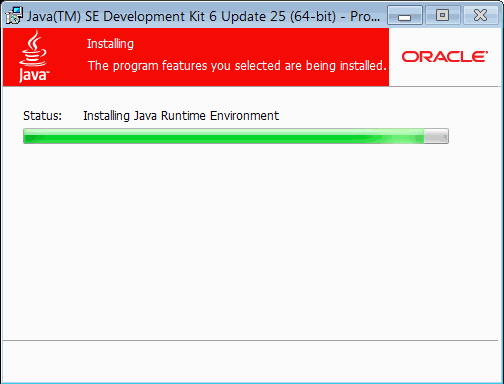 Java(TM) SE Development Kit 6 Update 25 (64-bit) - Pro...
Installing
The program features you selected are being installed.
Java™
ORACLE®
Status: Installing Java Runtime Environment